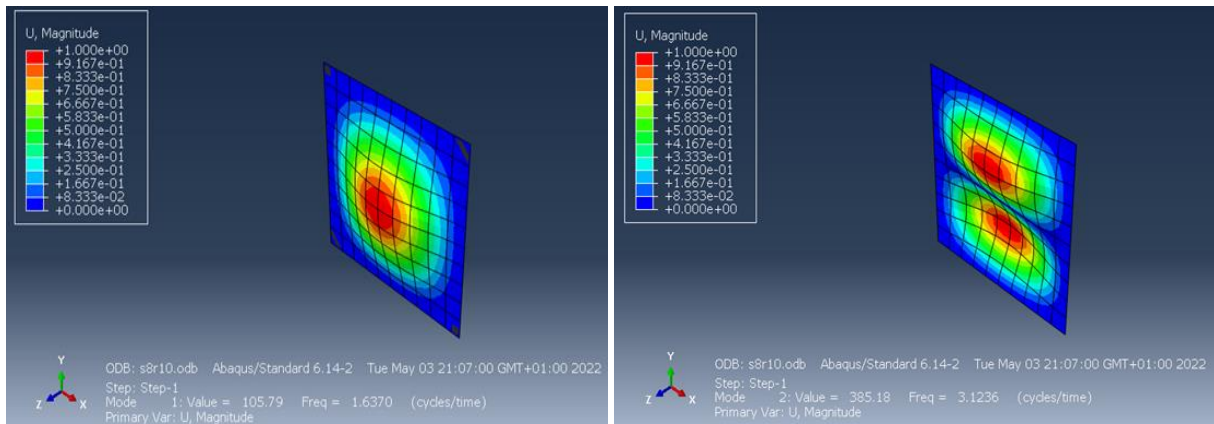 U, Magnitude
+1.000e+00
+9.167e-01
+8.333e-01
+7.500e-01
+6.667e-01
+5.833e-01
+5.000e-01
+4.167e-01
+3.333e-01
+2.500e-01
+1.667e-01
+8.333e-02
+0.000e+00
Y
Z X
ODB: s8r10.odb Abaqus/Standard 6.14-2 Tue May 03 21:07:00 GMT+01:00 2022
Step: Step-1
Mode 1: Value = 105.79 Freq = 1.6370 (cycles/time)
Primary Var: U, Magnitude
U, Magnitude
+1.000e+00
+9.167e-01
+8.333e-01
+7.500e-01
+6.667e-01
+5.833e-01
+5.000e-01
+4.167e-01
+3.333e-01
+2.500e-01
+1.667e-01
+8.333e-02
+0.000e+00
Y
Z X
ODB: s8r10.odb Abaqus/Standard 6.14-2 Tue May 03 21:07:00 GMT+01:00 2022
Step: Step-1
Mode 2: Value = 385.18 Freq = 3.1236 (cycles/time)
Primary Var: U, Magnitude